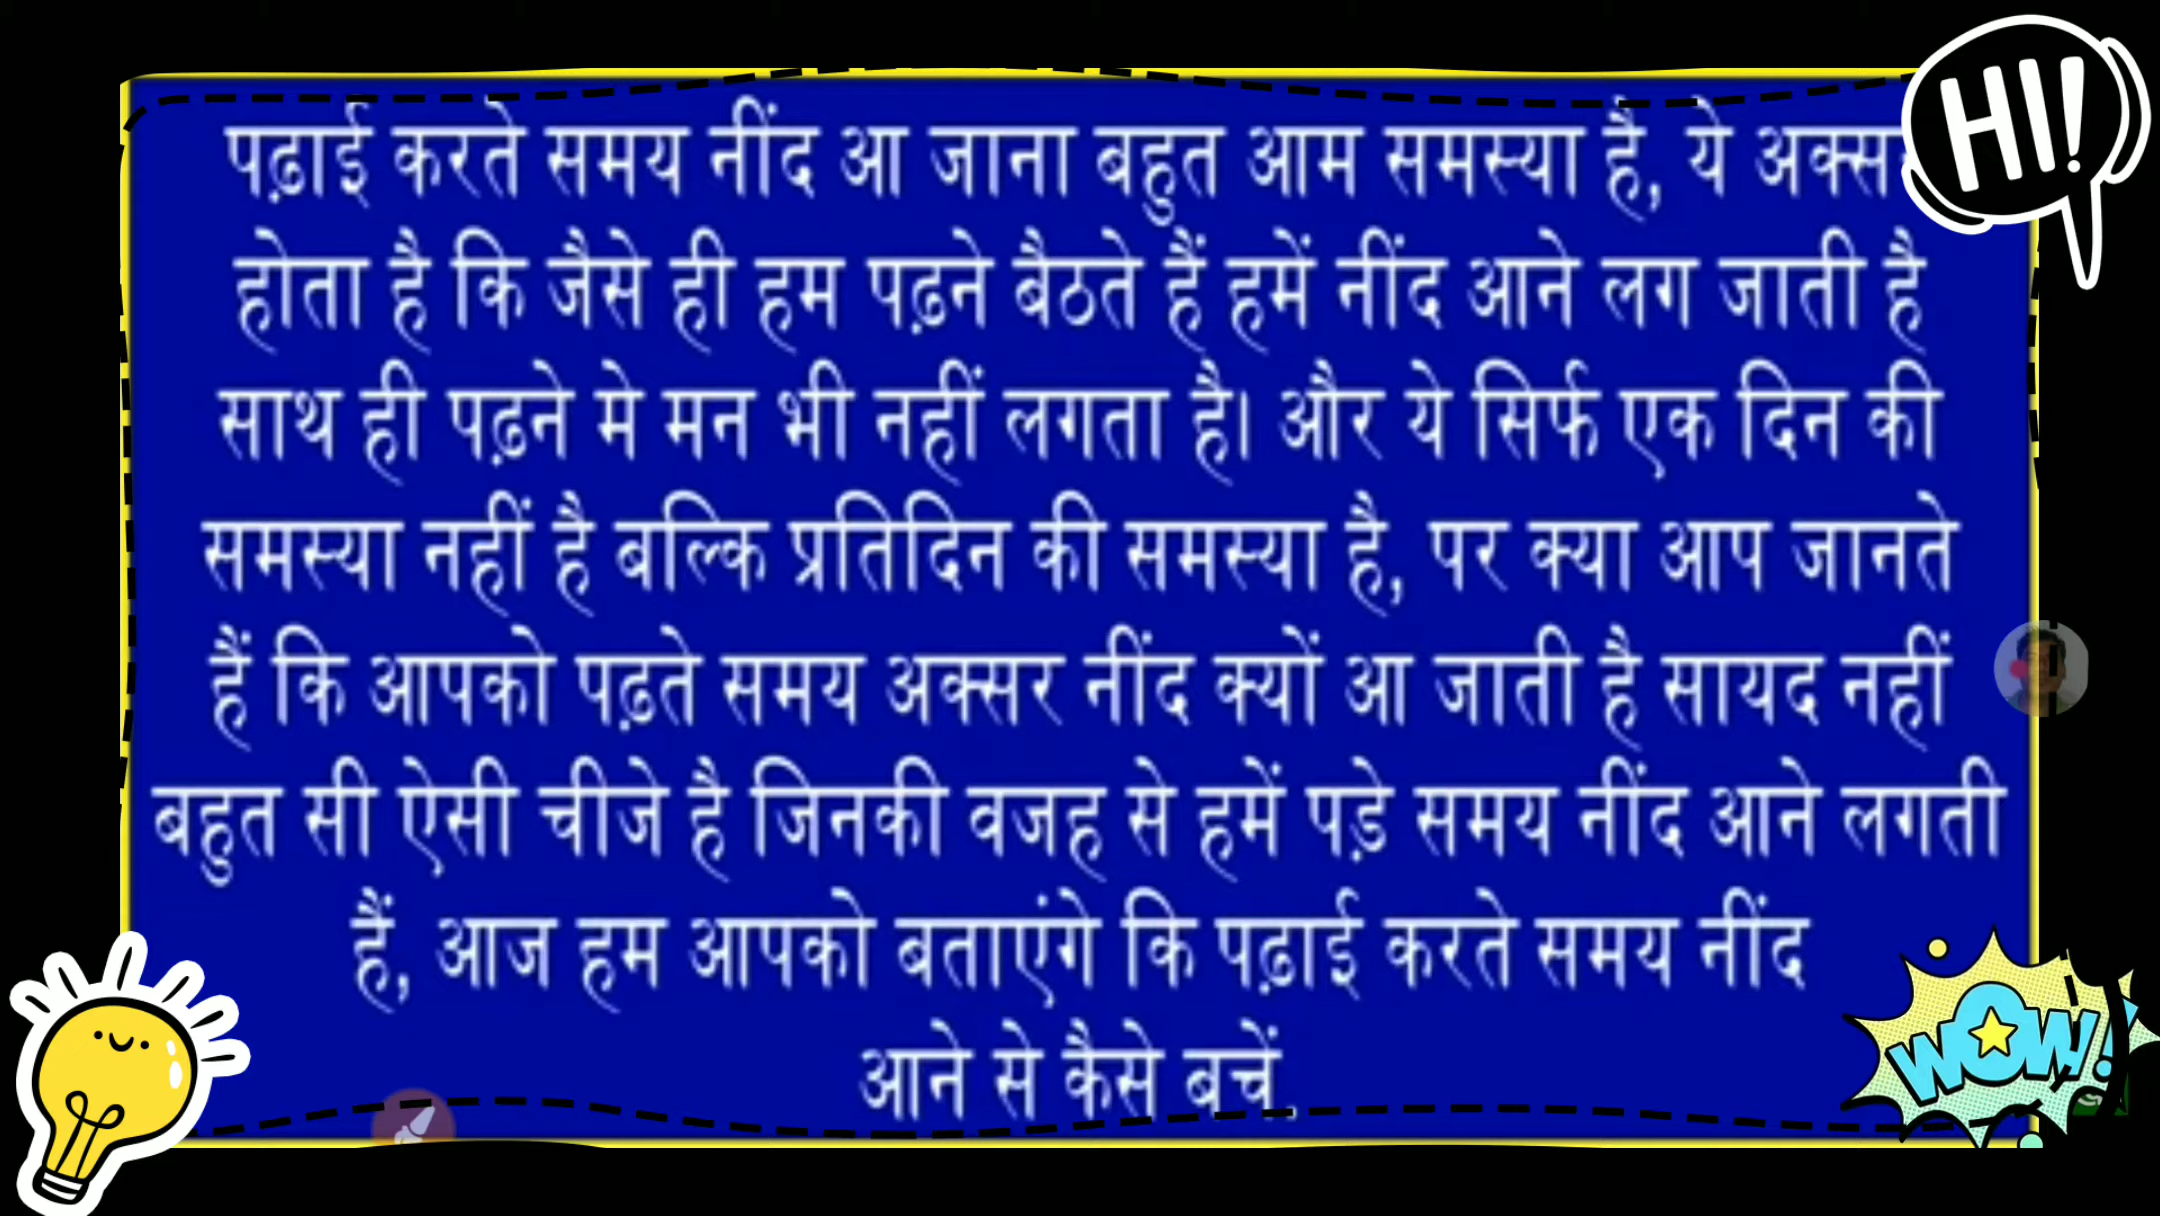 पढ़ाई करते समय नींद आ जाना बहुत आम समस्या है, ये
होता है कि जैसे ही हम पढ़ने बैठते हैं हमें नींद आने लग जाती है
साथ ही पढ़ने मे मन भी नहीं लगता है। और ये सिर्फ एक दिन की
समस्या नहीं है बल्कि प्रतिदिन की समस्या है, पर क्या आप जानते
हैं कि आपको पढ़ते समय अक्सर नींद क्यों आ जाती है सायद नहीं
बहुत सी ऐसी चीजे है जिनकी वजह से हमें पड़े समय नींद आने लगती
हैं, आज हम आपको बताएंगे कि पढ़ाई करते समय नींद
आने से कैसे बचें.
HI!
WOW!